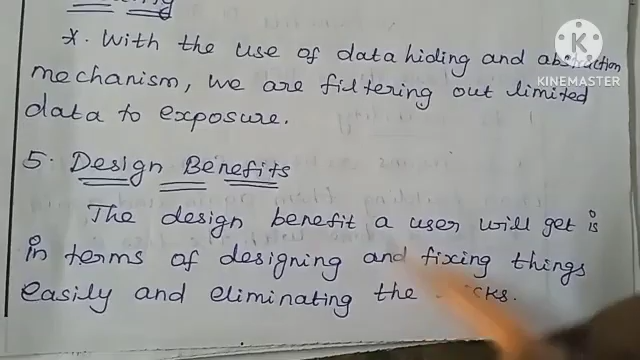 *. With the use of data hiding and abstraction
mechanism, we are filtering out limited
data to exposure.
5. Design Benefits
The design benefit a user will get is
in terms of designing and fixing things
easily and eliminating the
KINEMASTER